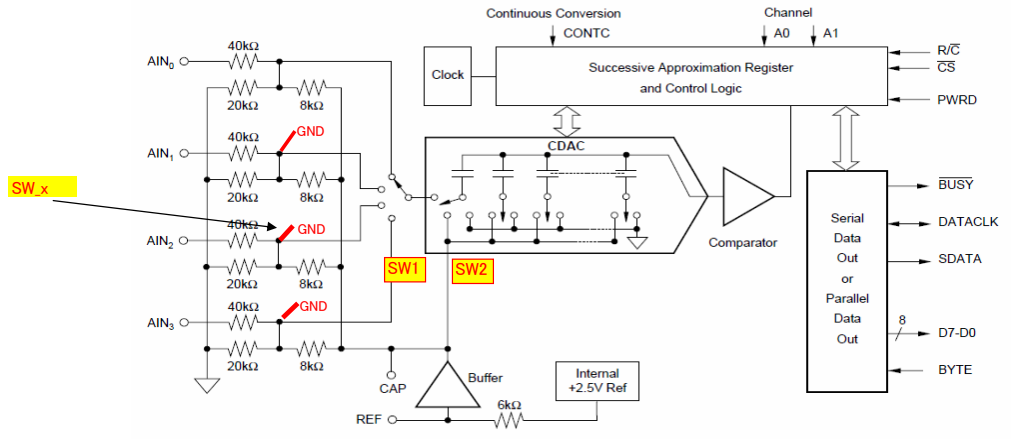 Continuous Conversion
CONTC
Channel
A0 A1
Clock
Successive Approximation Register
and Control Logic
R/C̅
C̅S̅
PWRD
AIN₀
40kΩ
20kΩ
8kΩ
GND
AIN₁
40kΩ
20kΩ
8kΩ
SW_x
GND
AIN₂
40kΩ
20kΩ
8kΩ
GND
AIN₃
40kΩ
20kΩ
8kΩ
SW1
SW2
CDAC
Comparator
CAP
Buffer
REF
6kΩ
Internal
+2.5V Ref
Serial
Data
Out
or
Parallel
Data
Out
B̅U̅S̅Y̅
DATACLK
SDATA
8
D7-D0
BYTE